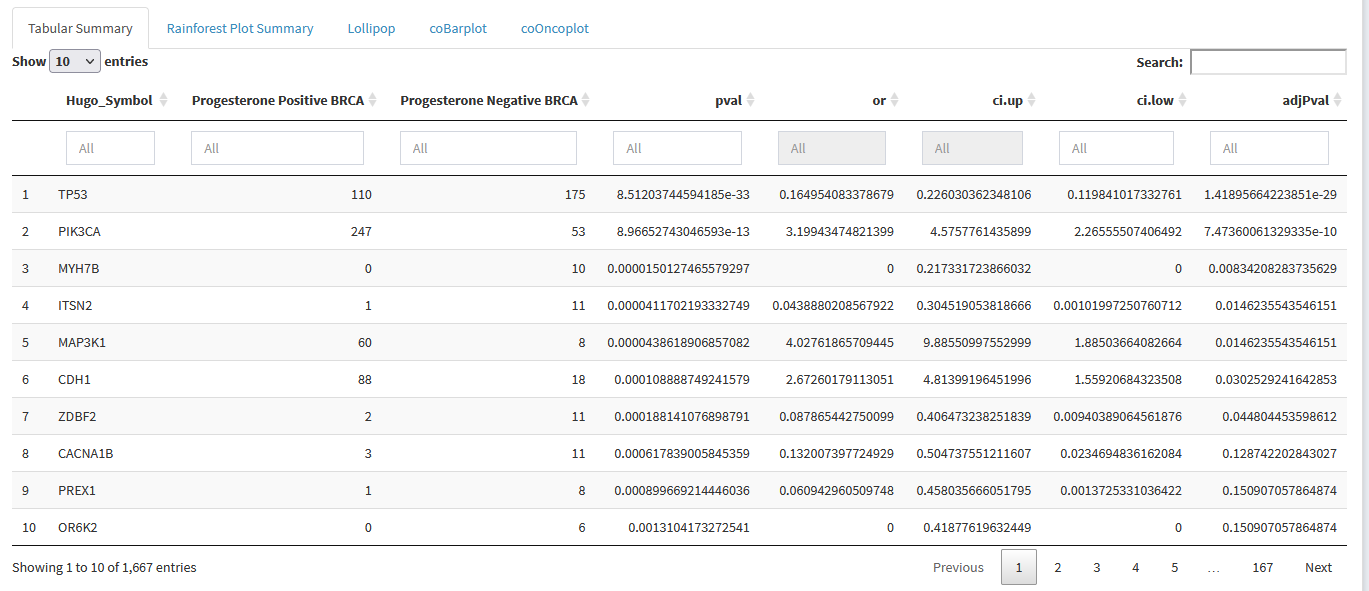 Tabular Summary Rainforest Plot Summary Lollipop coBarplot coOncoplot
Show 10 entries Search:
Hugo_Symbol Progesterone Positive BRCA Progesterone Negative BRCA pval or ci.up ci.low adjPval
All All All All All All All All
1 TP53 110 175 8.51203744594185e-33 0.164954083378679 0.226030362348106 0.119841017332761 1.41895664223851e-29
2 PIK3CA 247 53 8.96652743046593e-13 3.19943474821399 4.5757761435899 2.26555507406492 7.47360061329335e-10
3 MYH7B 0 10 0.0000150127465579297 0 0.217331723866032 0 0.00834208283735629
4 ITSN2 1 11 0.0000411702193332749 0.0438880208567922 0.304519053818666 0.00101997250760712 0.0146235543546151
5 MAP3K1 60 8 0.0000438618906857082 4.02761865709445 9.88550997552999 1.88503664082664 0.0146235543546151
6 CDH1 88 18 0.000108888749241579 2.67260179113051 4.81399196451996 1.55920684323508 0.0302529241642853
7 ZDBF2 2 11 0.000188141076898791 0.087865442750099 0.406473238251839 0.00940389064561876 0.044804453598612
8 CACNA1B 3 11 0.000617839005845359 0.132007397724929 0.504737551211607 0.0234694836162084 0.128742202843027
9 PREX1 1 8 0.000899669214446036 0.060942960509748 0.458035666051795 0.0013725331036422 0.150907057864874
10 OR6K2 0 6 0.0013104173272541 0 0.41877619632449 0 0.150907057864874
Showing 1 to 10 of 1,667 entries Previous 1 2 3 4 5 … 167 Next